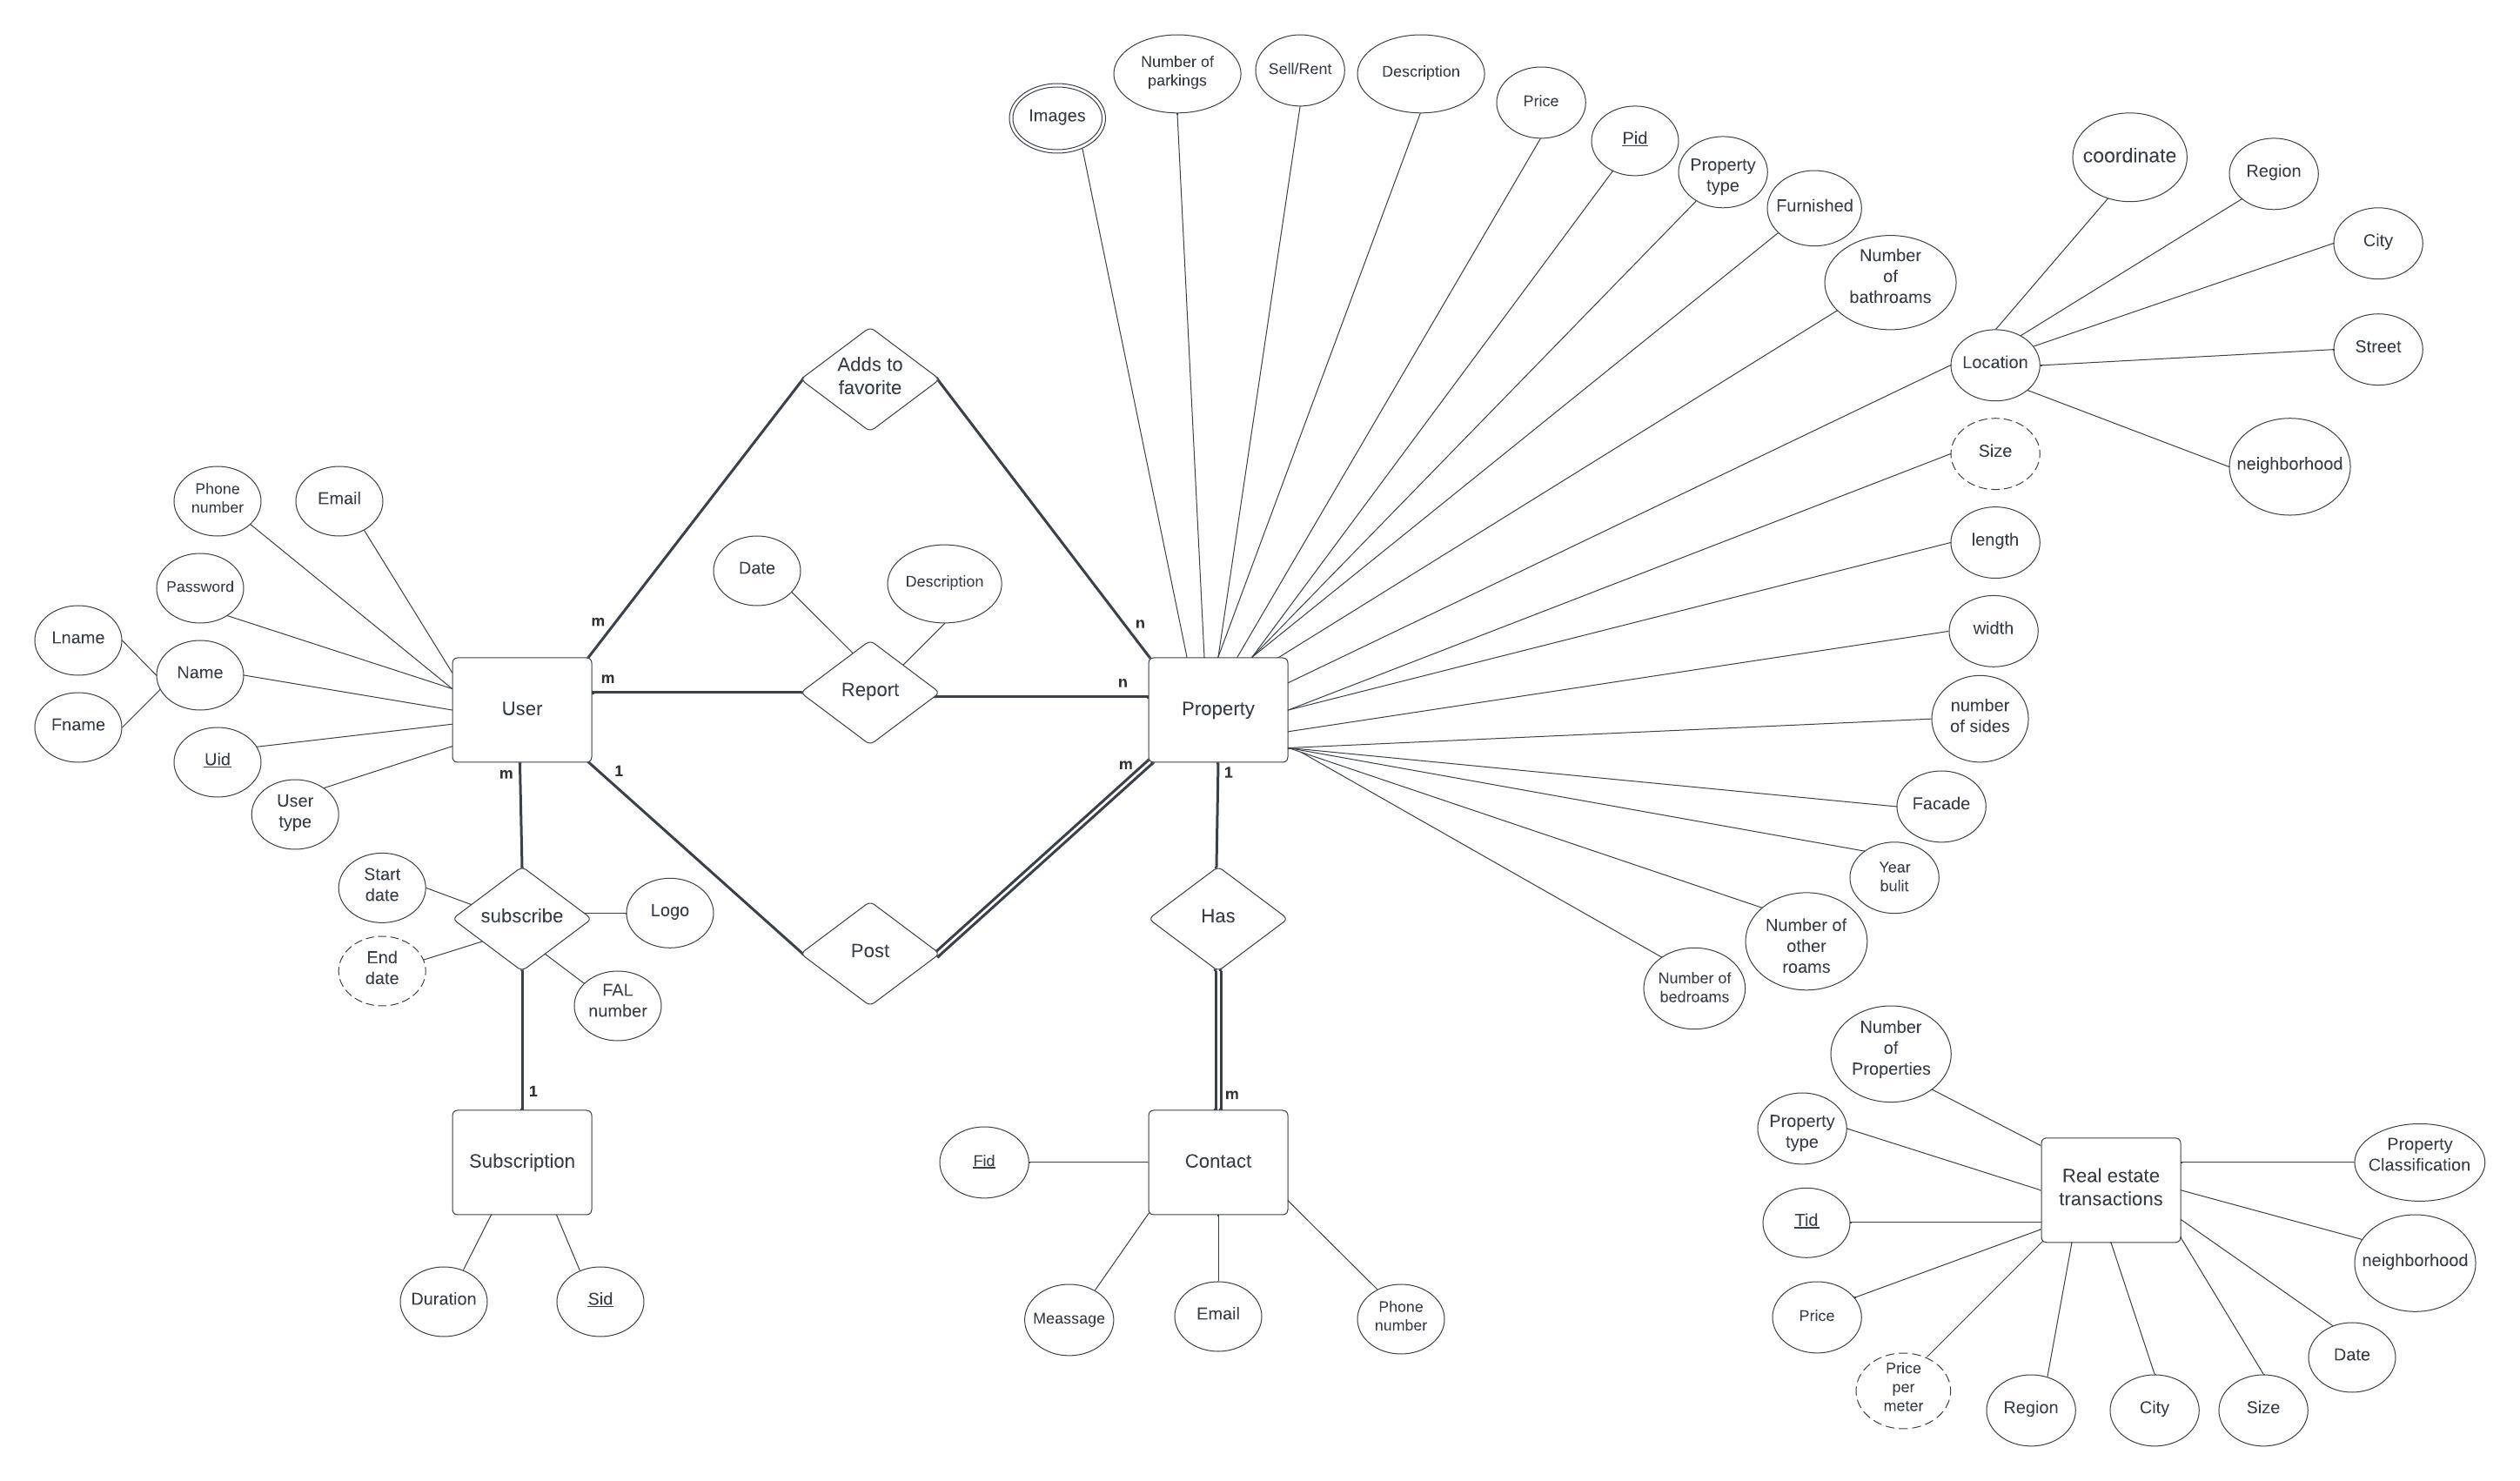 Number of
parkings
Sell/Rent
Description
Price
Images
Pid
Property
type
Furnished
Number
of
bathroams
coordinate
Region
City
Street
Location
neighborhood
Size
length
width
number
of sides
Facade
Year
bulit
Number of
other
roams
Number of
bedroams
Adds to
favorite
m
n
Phone
number
Email
Password
Lname
Name
Fname
Uid
User
type
User
Date
Description
m
Report
n
Property
m
1
m
1
Start
date
subscribe
Logo
End
date
FAL
number
Post
Has
1
m
Subscription
Duration
Sid
Fid
Contact
Meassage
Email
Phone
number
Number
of
Properties
Property
type
Real estate
transactions
Property
Classification
Tid
neighborhood
Price
Price
per
meter
Region
City
Size
Date